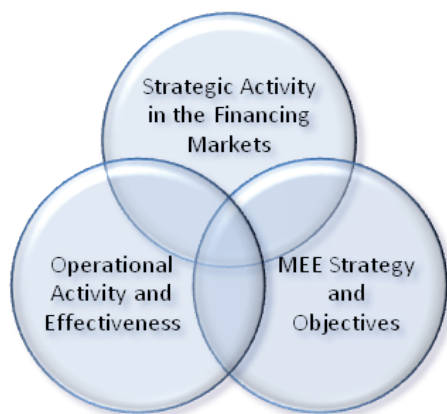 Strategic Activity
in the Financing
Markets
Operational
Activity and
Effectiveness
MEE Strategy
and
Objectives